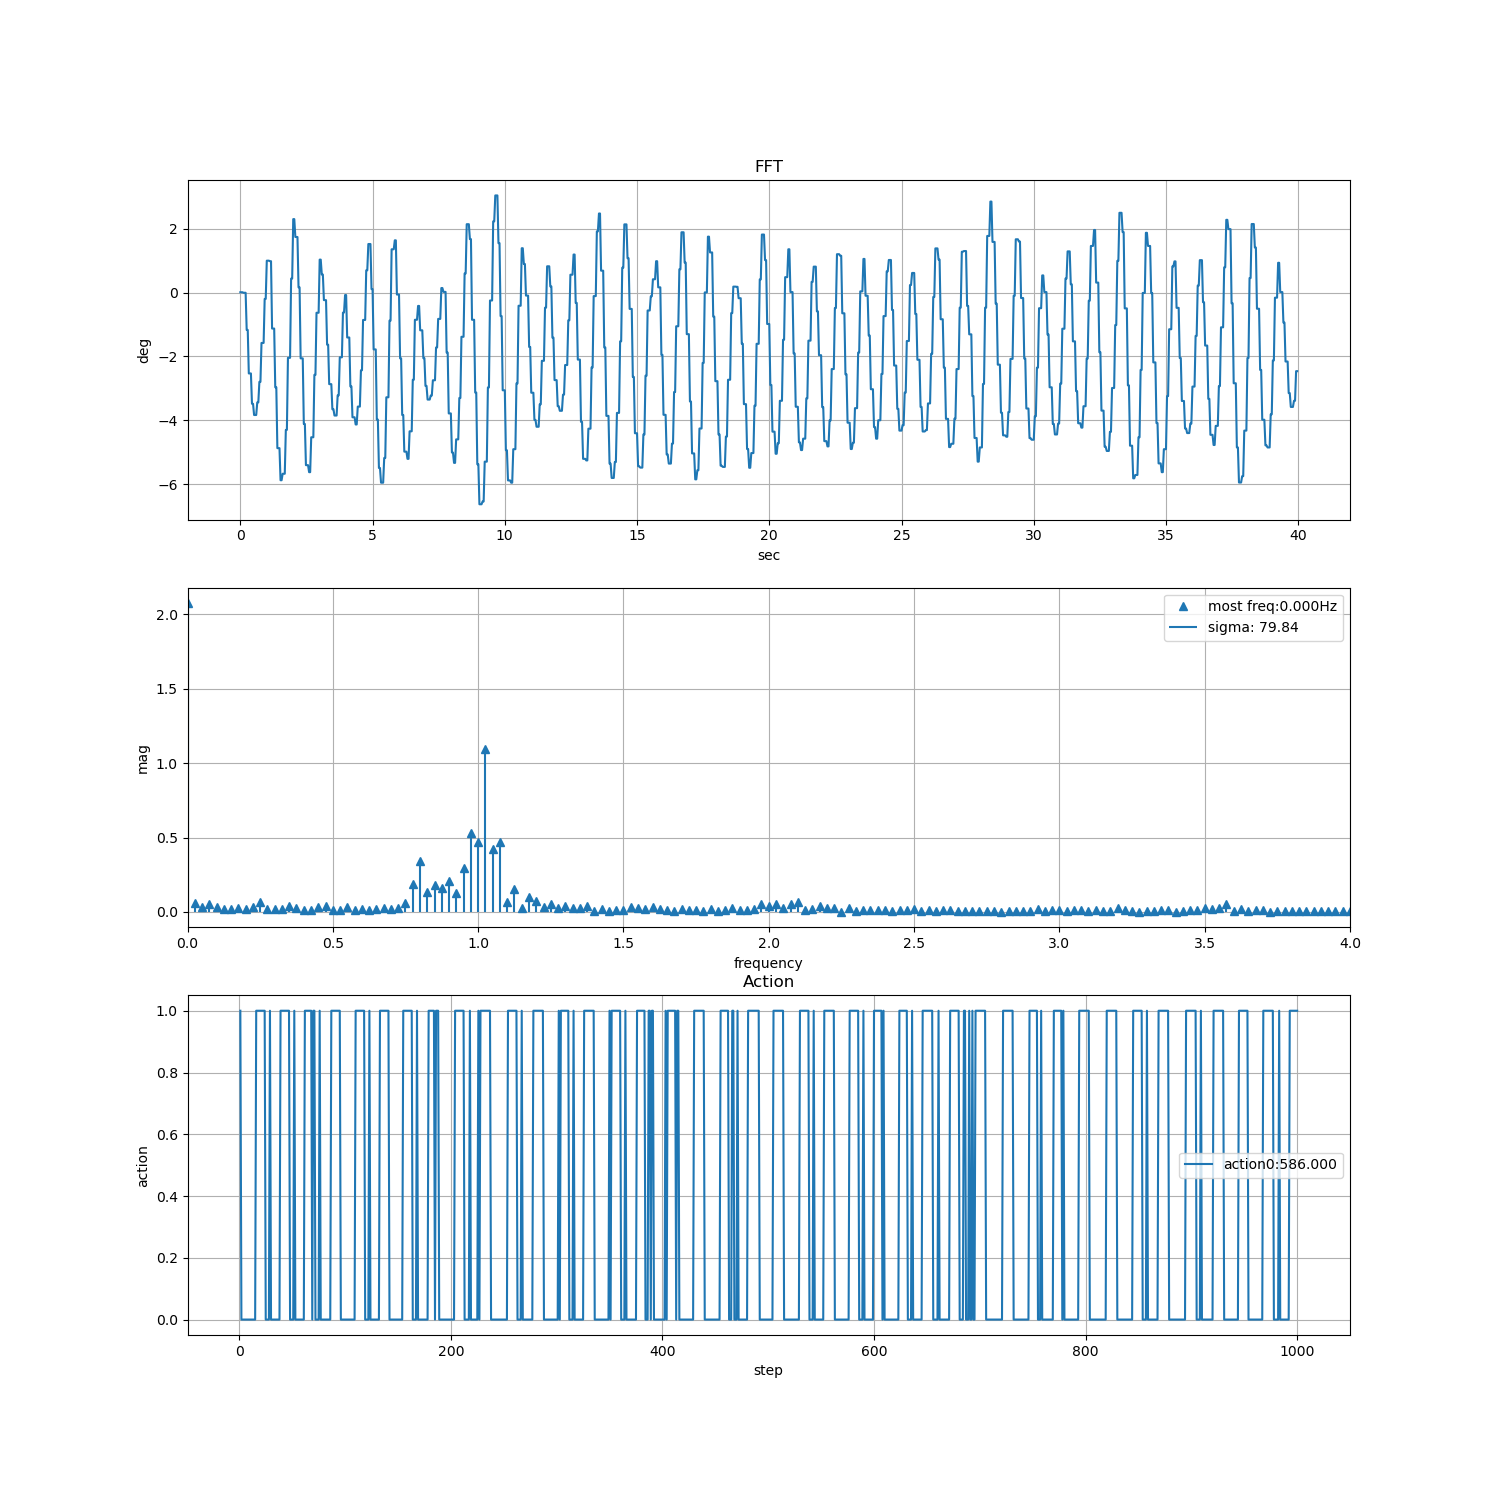 FFT
2
0
−2
−4
−6
deg
0 5 10 15 20 25 30 35 40
sec
2.0
1.5
1.0
0.5
0.0
mag
most freq:0.000Hz
sigma: 79.84
0.0 0.5 1.0 1.5 2.0 2.5 3.0 3.5 4.0
frequency
Action
1.0
0.8
0.6
0.4
0.2
0.0
action
action0:586.000
0 200 400 600 800 1000
step